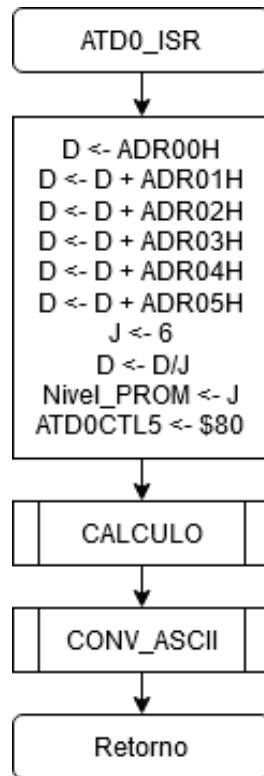 ATD0_ISR
D <- ADR00H
D <- D + ADR01H
D <- D + ADR02H
D <- D + ADR03H
D <- D + ADR04H
D <- D + ADR05H
J <- 6
D <- D/J
Nivel_PROM <- J
ATD0CTL5 <- $80
CALCULO
CONV_ASCII
Retorno